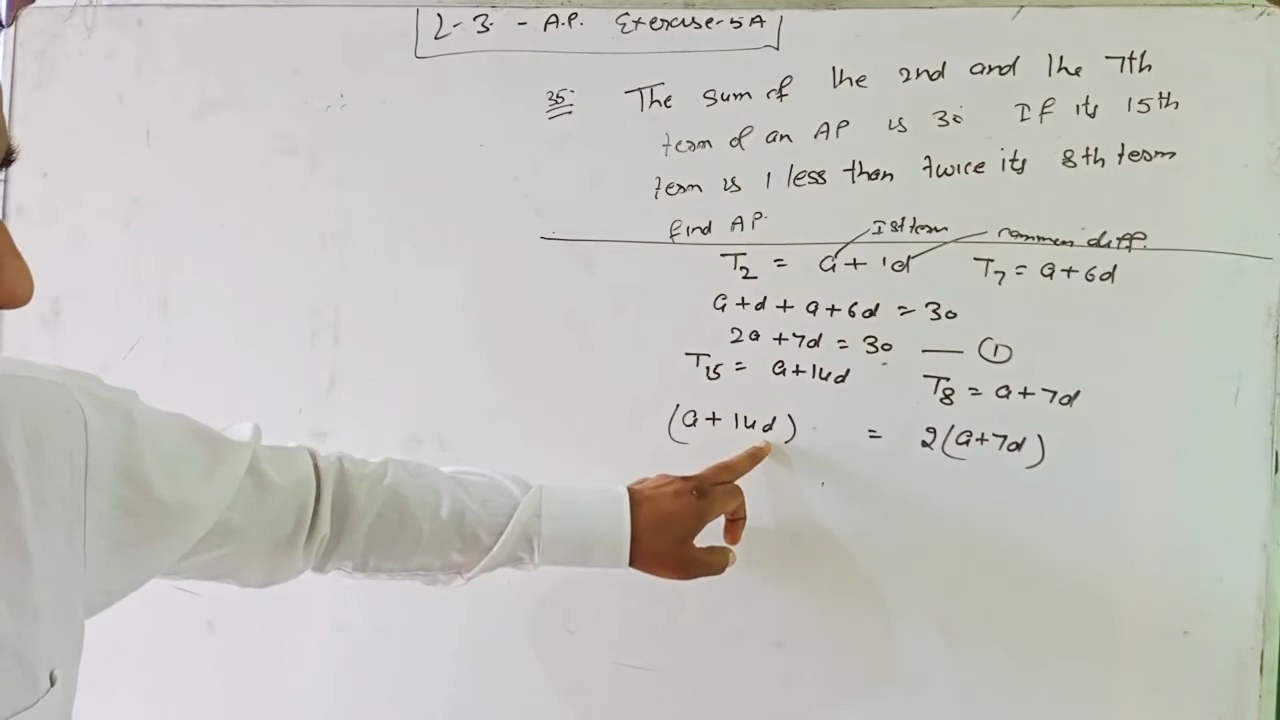 L-3. - A.P. Exercise-5A
35. The sum of the 2nd and the 7th
term of an AP is 30 If its 15th
term is 1 less than twice its 8th term
find AP.
Ist term common diff.
T2 = a + 1d T7 = a + 6d
a + d + a + 6d = 30
2a + 7d = 30 — ①
T15 = a + 14d T8 = a + 7d
(a + 14d) = 2(a + 7d)